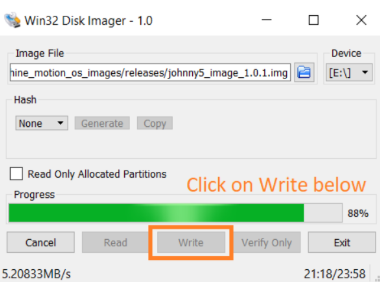 Win32 Disk Imager - 1.0
Image File
Device
hine_motion_os_images/releases/johnny5_image_1.0.1.img
[E:\]
Hash
None
Generate
Copy
Read Only Allocated Partitions
Click on Write below
Progress
88%
Cancel
Read
Write
Verify Only
Exit
5.20833MB/s
21:18/23:58